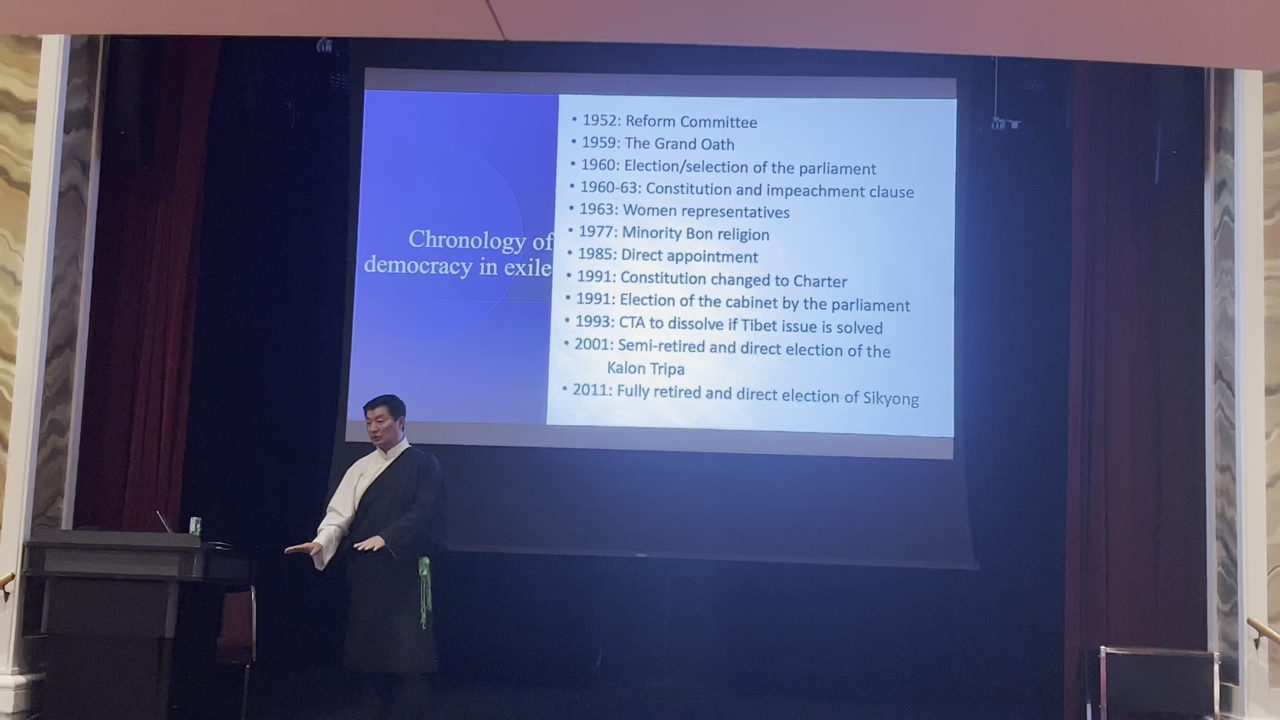 Chronology of
democracy in exile
• 1952: Reform Committee
• 1959: The Grand Oath
• 1960: Election/selection of the parliament
• 1960-63: Constitution and impeachment clause
• 1963: Women representatives
• 1977: Minority Bon religion
• 1985: Direct appointment
• 1991: Constitution changed to Charter
• 1991: Election of the cabinet by the parliament
• 1993: CTA to dissolve if Tibet issue is solved
• 2001: Semi-retired and direct election of the
Kalon Tripa
• 2011: Fully retired and direct election of Sikyong